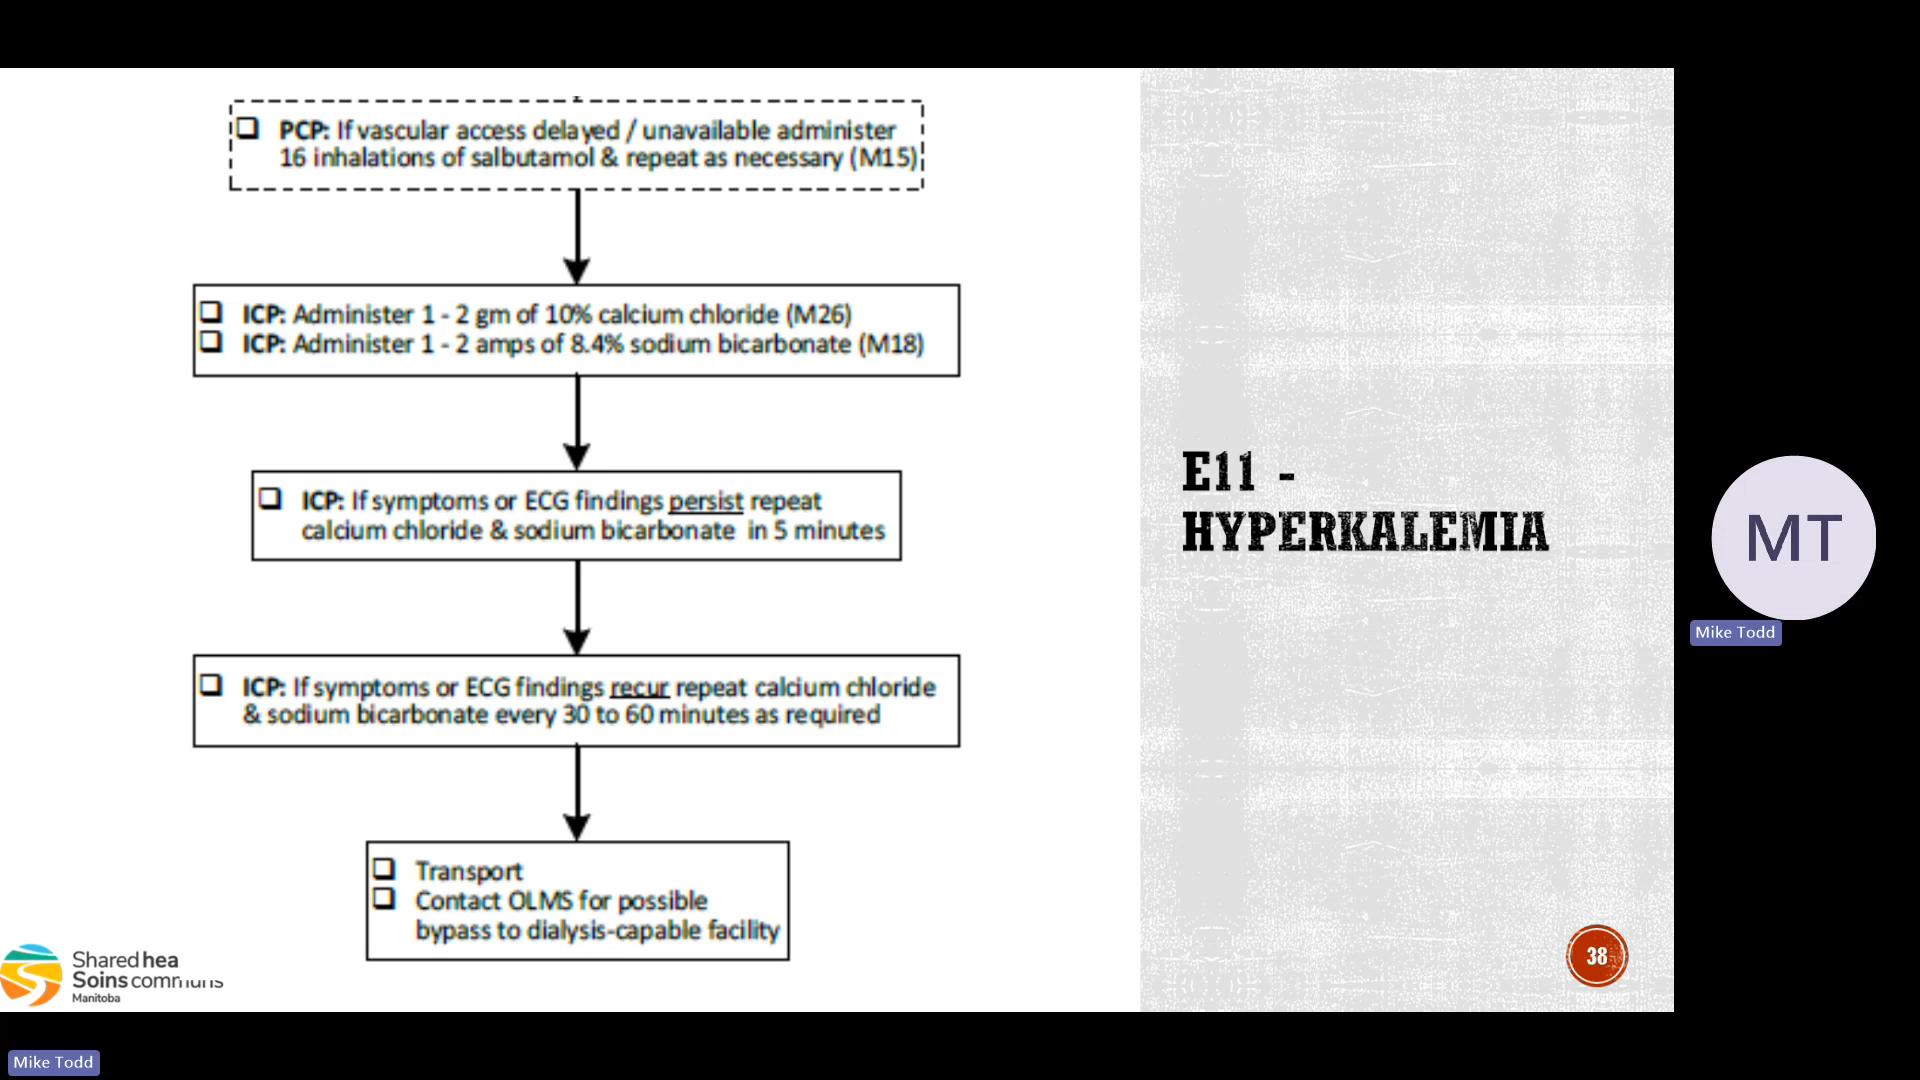 ❑ PCP: If vascular access delayed / unavailable administer
16 inhalations of salbutamol & repeat as necessary (M15)
❑ ICP: Administer 1 - 2 gm of 10% calcium chloride (M26)
❑ ICP: Administer 1 - 2 amps of 8.4% sodium bicarbonate (M18)
❑ ICP: If symptoms or ECG findings persist repeat
calcium chloride & sodium bicarbonate in 5 minutes
❑ ICP: If symptoms or ECG findings recur repeat calcium chloride
& sodium bicarbonate every 30 to 60 minutes as required
❑ Transport
❑ Contact OLMS for possible
bypass to dialysis-capable facility
E11 -
HYPERKALEMIA
38
Shared hea
Soins communs
Manitoba
MT
Mike Todd
Mike Todd